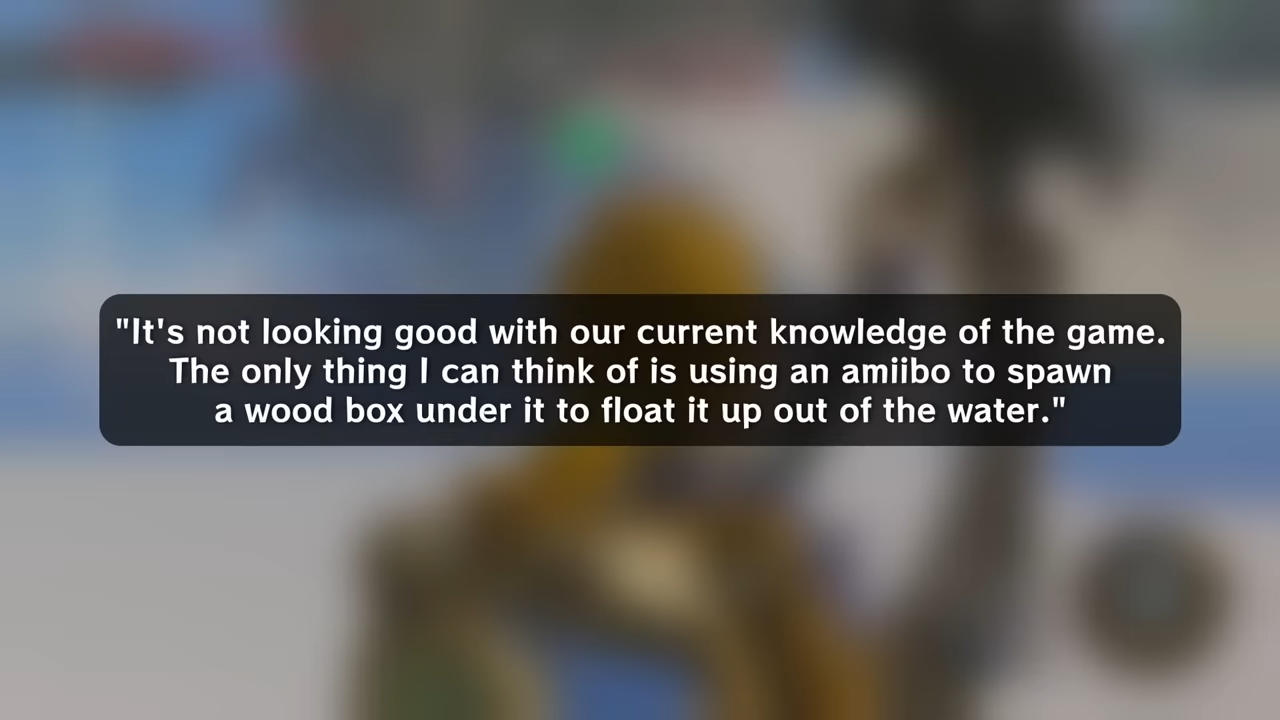 "It's not looking good with our current knowledge of the game.
The only thing I can think of is using an amiibo to spawn
a wood box under it to float it up out of the water."